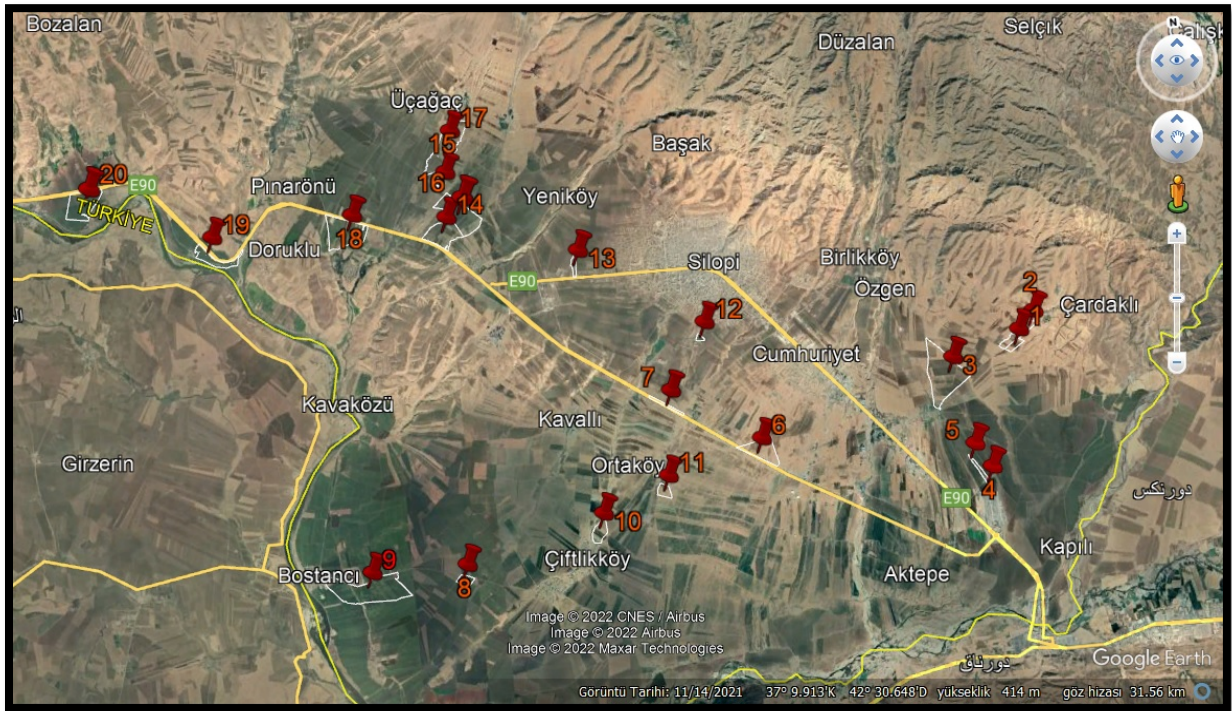 Bozalan
Selçik
Düzalan
Çalışk
N
Üçağaç
17
15
Başak
16
14
Yeniköy
20
E90
Pınarönü
TÜRKİYE
19
Doruklu
18
13
E90
Silopi
Birlikköy
Özgen
2
1
Çardaklı
12
Cumhuriyet
3
7
Kavaközü
Kavallı
6
5
4
Girzerin
Ortaköy
11
E90
دورنكس
10
Kapılı
Çiftlikköy
Aktepe
Bostancı
9
8
دورناق
Image © 2022 CNES / Airbus
Image © 2022 Airbus
Image © 2022 Maxar Technologies
Google Earth
Görüntü Tarihi: 11/14/2021 37° 9.913'K 42° 30.648'D yükseklik 414 m göz hizası 31.56 km